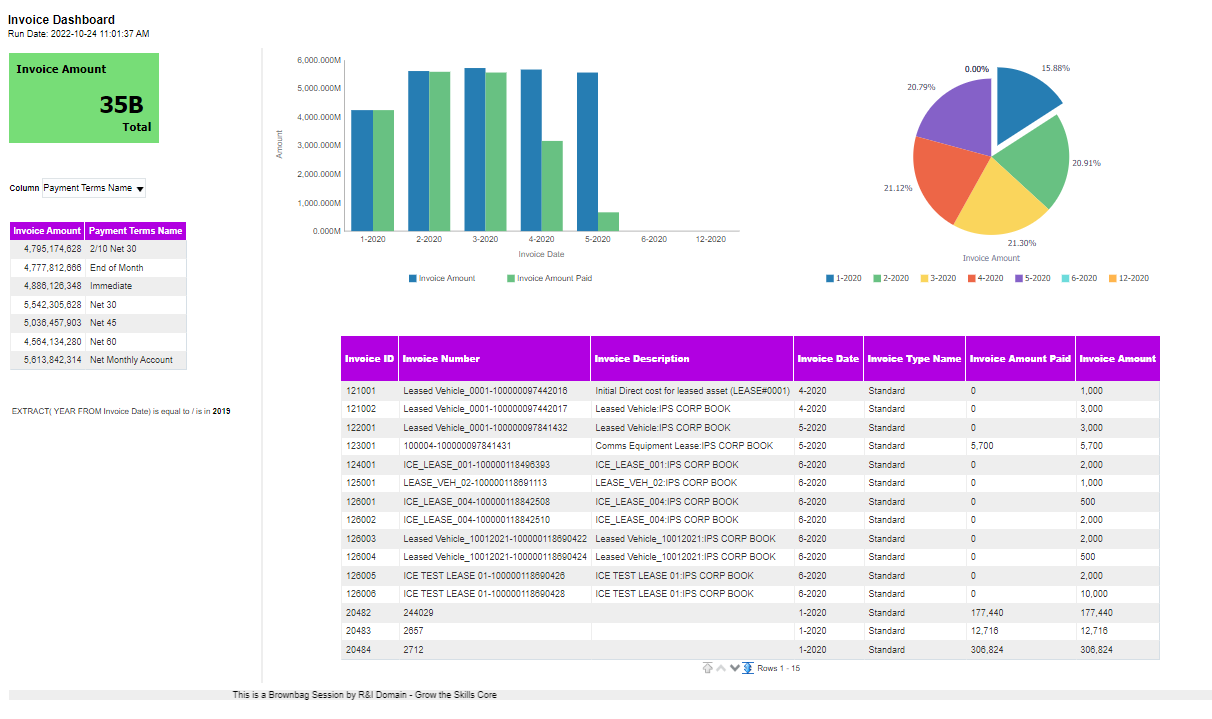 Invoice Dashboard
Run Date: 2022-10-24 11:01:37 AM
Invoice Amount
35B
Total
Column Payment Terms Name
Invoice Amount Payment Terms Name
4,795,174,628 2/10 Net 30
4,777,812,666 End of Month
4,886,126,348 Immediate
5,542,305,628 Net 30
5,036,457,903 Net 45
4,564,134,280 Net 60
5,613,842,314 Net Monthly Account
EXTRACT( YEAR FROM Invoice Date) is equal to / is in 2019
6,000.000M
5,000.000M
4,000.000M
3,000.000M
2,000.000M
1,000.000M
0.000M
Amount
1-2020 2-2020 3-2020 4-2020 5-2020 6-2020 12-2020
Invoice Date
Invoice Amount Invoice Amount Paid
0.00%
15.88%
20.79%
20.91%
21.12%
21.30%
Invoice Amount
1-2020 2-2020 3-2020 4-2020 5-2020 6-2020 12-2020
Invoice ID Invoice Number Invoice Description Invoice Date Invoice Type Name Invoice Amount Paid Invoice Amount
121001 Leased Vehicle_0001-100000097442016 Initial Direct cost for leased asset (LEASE#0001) 4-2020 Standard 0 1,000
121002 Leased Vehicle_0001-100000097442017 Leased Vehicle:IPS CORP BOOK 4-2020 Standard 0 3,000
122001 Leased Vehicle_0001-100000097841432 Leased Vehicle:IPS CORP BOOK 5-2020 Standard 0 3,000
123001 100004-100000097841431 Comms Equipment Lease:IPS CORP BOOK 5-2020 Standard 5,700 5,700
124001 ICE_LEASE_001-100000118496393 ICE_LEASE_001:IPS CORP BOOK 6-2020 Standard 0 2,000
125001 LEASE_VEH_02-100000118691113 LEASE_VEH_02:IPS CORP BOOK 6-2020 Standard 0 1,000
126001 ICE_LEASE_004-100000118842508 ICE_LEASE_004:IPS CORP BOOK 6-2020 Standard 0 500
126002 ICE_LEASE_004-100000118842510 ICE_LEASE_004:IPS CORP BOOK 6-2020 Standard 0 2,000
126003 Leased Vehicle_10012021-100000118690422 Leased Vehicle_10012021:IPS CORP BOOK 6-2020 Standard 0 2,000
126004 Leased Vehicle_10012021-100000118690424 Leased Vehicle_10012021:IPS CORP BOOK 6-2020 Standard 0 500
126005 ICE TEST LEASE 01-100000118690426 ICE TEST LEASE 01:IPS CORP BOOK 6-2020 Standard 0 2,000
126006 ICE TEST LEASE 01-100000118690428 ICE TEST LEASE 01:IPS CORP BOOK 6-2020 Standard 0 10,000
20482 244029 1-2020 Standard 177,440 177,440
20483 2657 1-2020 Standard 12,716 12,716
20484 2712 1-2020 Standard 306,824 306,824
Rows 1 - 15
This is a Brownbag Session by R&I Domain - Grow the Skills Core